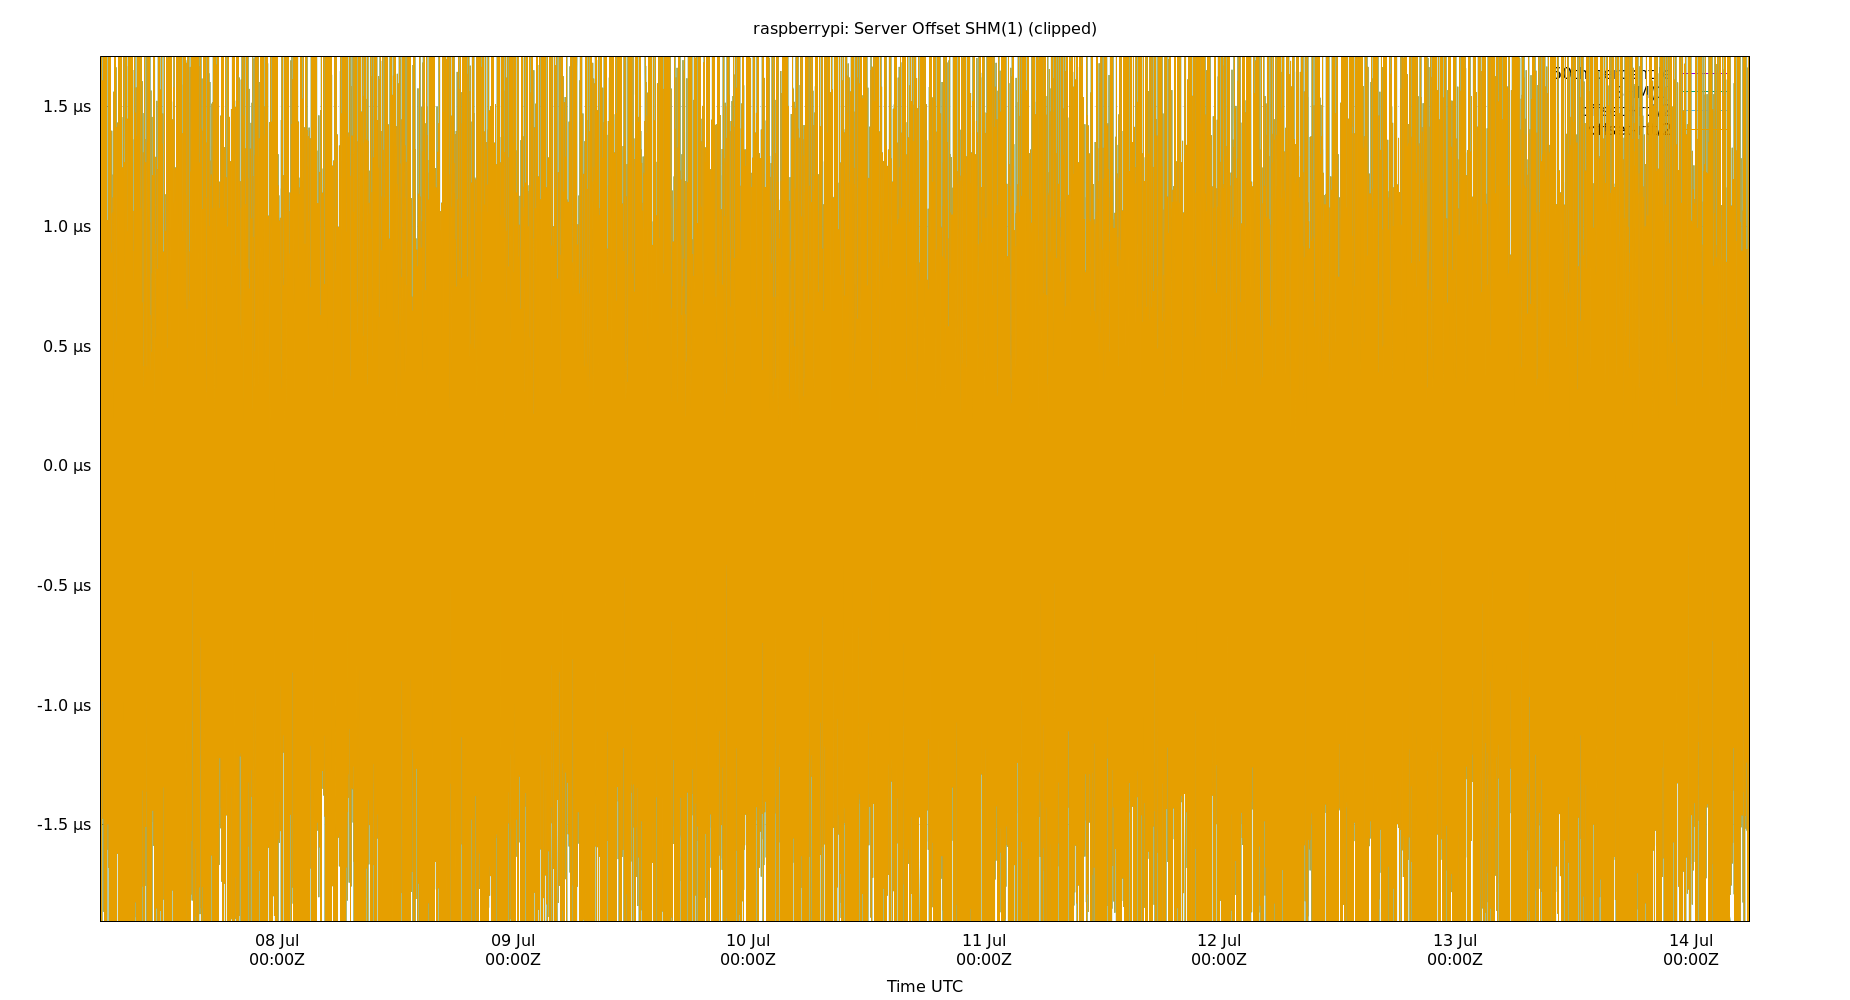 raspberrypi: Server Offset SHM(1) (clipped)
1.5 µs
1.0 µs
0.5 µs
0.0 µs
-0.5 µs
-1.0 µs
-1.5 µs
08 Jul 09 Jul 10 Jul 11 Jul 12 Jul 13 Jul 14 Jul
00:00Z 00:00Z 00:00Z 00:00Z 00:00Z 00:00Z 00:00Z
Time UTC